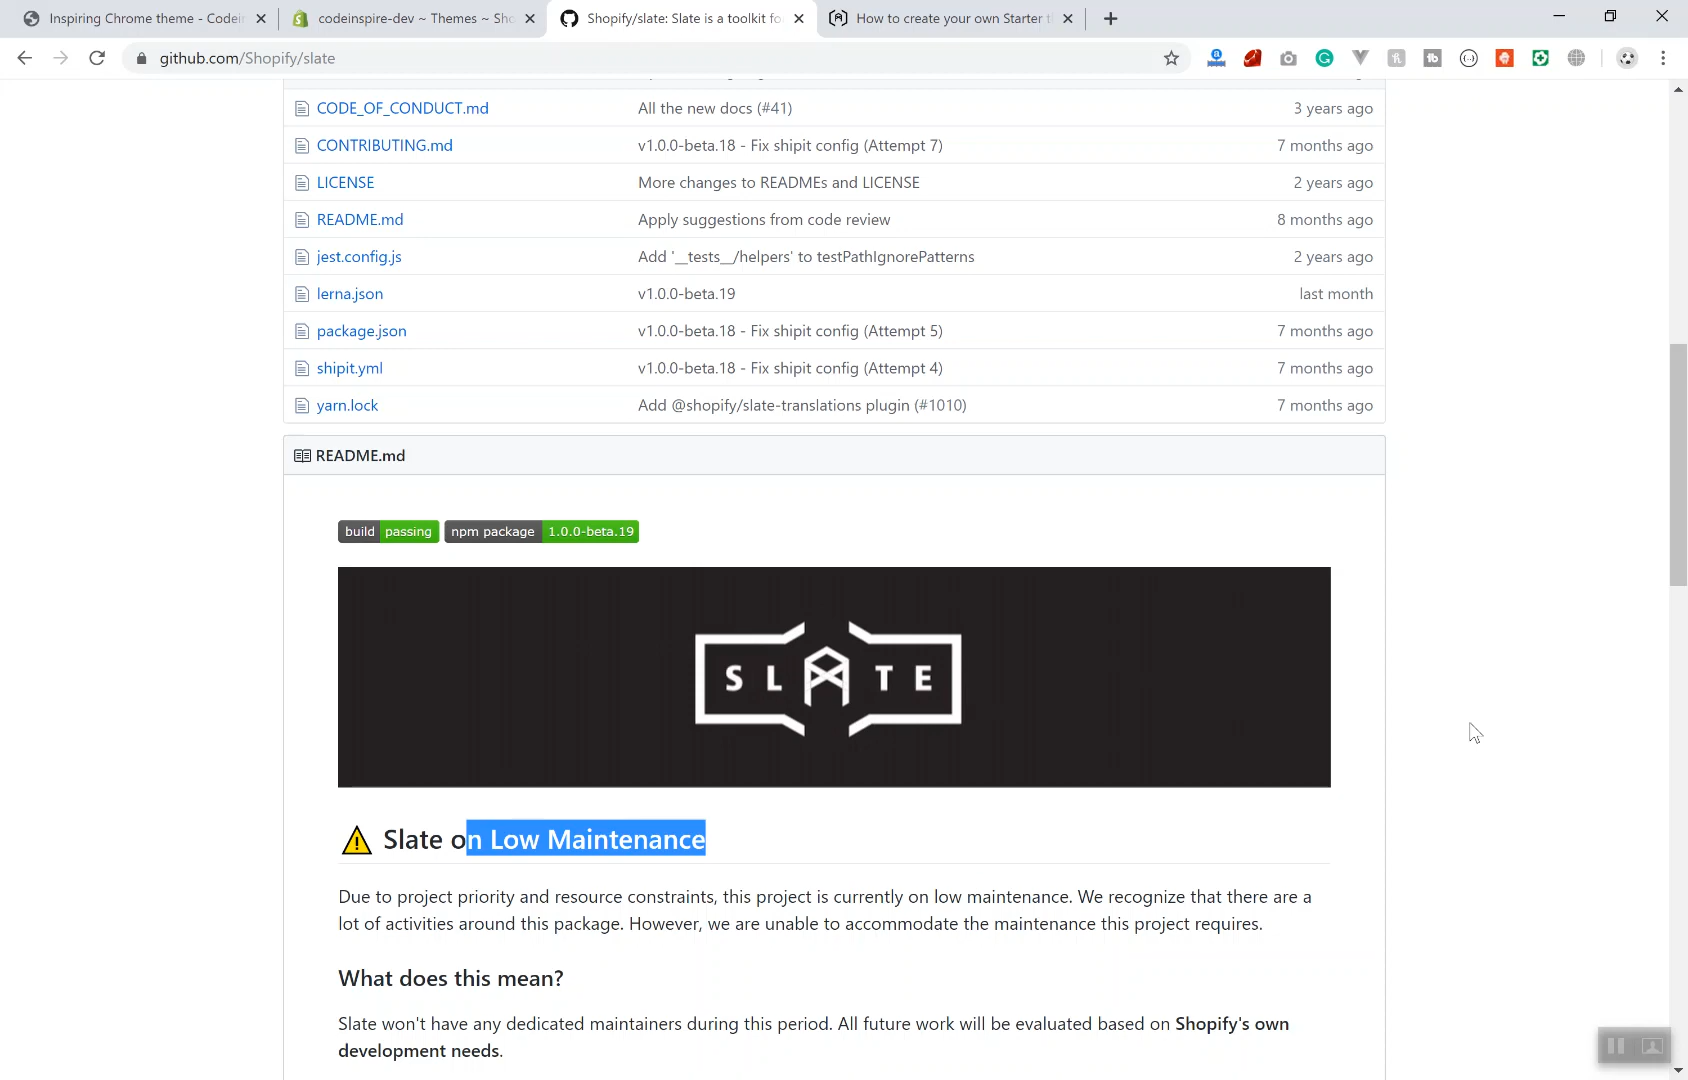 Inspiring Chrome theme - Codein
codeinspire-dev ~ Themes ~ Sho
Shopify/slate: Slate is a toolkit fo
How to create your own Starter t
github.com/Shopify/slate
CODE_OF_CONDUCT.md All the new docs (#41) 3 years ago
CONTRIBUTING.md v1.0.0-beta.18 - Fix shipit config (Attempt 7) 7 months ago
LICENSE More changes to READMEs and LICENSE 2 years ago
README.md Apply suggestions from code review 8 months ago
jest.config.js Add '__tests__/helpers' to testPathIgnorePatterns 2 years ago
lerna.json v1.0.0-beta.19 last month
package.json v1.0.0-beta.18 - Fix shipit config (Attempt 5) 7 months ago
shipit.yml v1.0.0-beta.18 - Fix shipit config (Attempt 4) 7 months ago
yarn.lock Add @shopify/slate-translations plugin (#1010) 7 months ago
README.md
build passing npm package 1.0.0-beta.19
SLATE
Slate on Low Maintenance
Due to project priority and resource constraints, this project is currently on low maintenance. We recognize that there are a
lot of activities around this package. However, we are unable to accommodate the maintenance this project requires.
What does this mean?
Slate won't have any dedicated maintainers during this period. All future work will be evaluated based on Shopify's own
development needs.